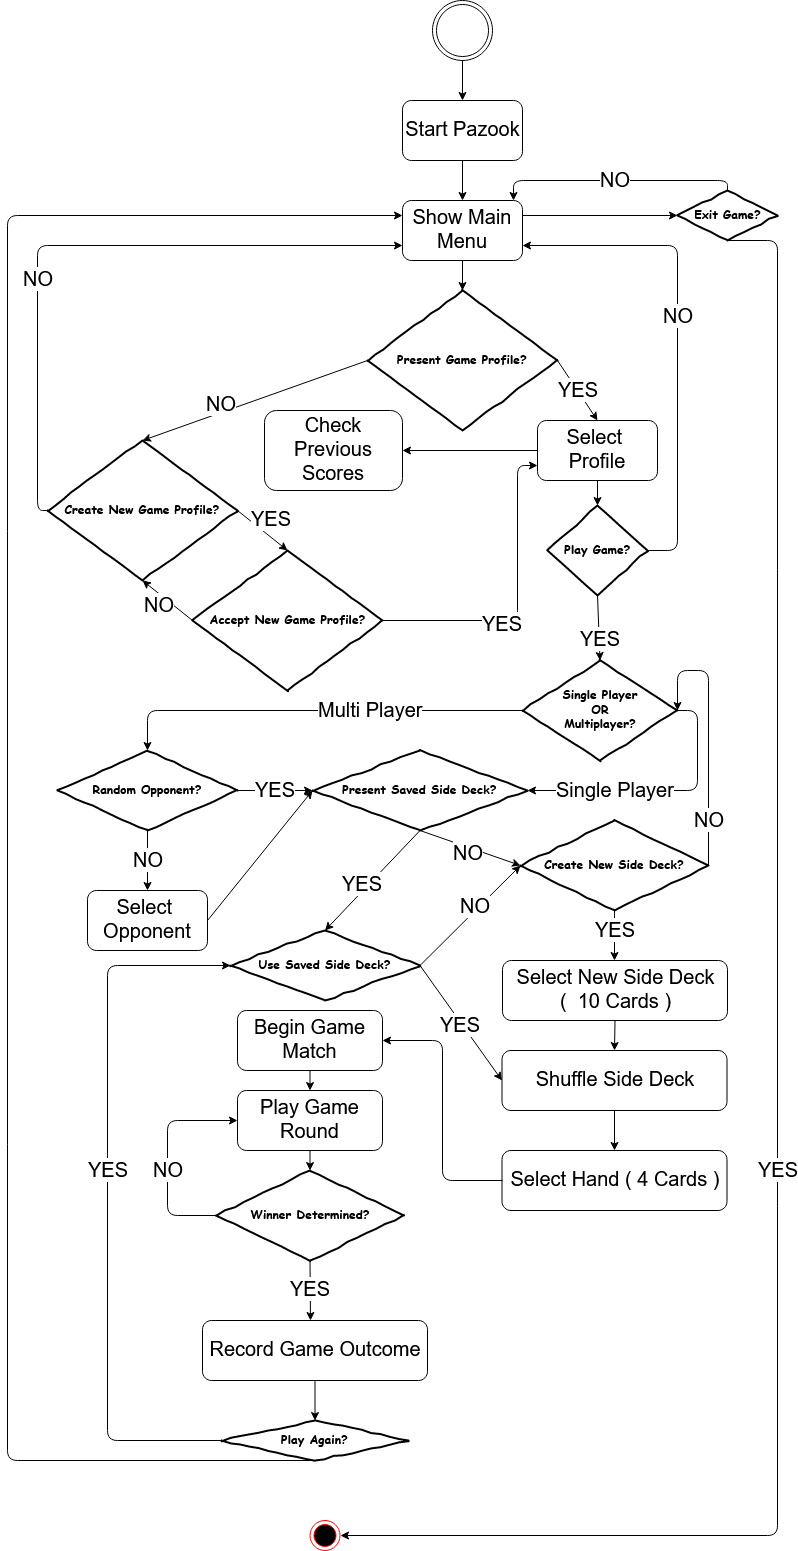 Start Pazook
NO
Show Main
Menu
Exit Game?
NO
NO
Present Game Profile?
YES
NO
Check
Previous
Scores
Select
Profile
Create New Game Profile?
YES
Play Game?
NO
Accept New Game Profile?
YES
YES
Single Player
OR
Multiplayer?
Multi Player
Random Opponent?
YES
Present Saved Side Deck?
Single Player
NO
NO
NO
Create New Side Deck?
YES
Select
Opponent
NO
YES
Use Saved Side Deck?
Select New Side Deck
( 10 Cards )
YES
Begin Game
Match
Shuffle Side Deck
Play Game
Round
YES
NO
YES
Select Hand ( 4 Cards )
Winner Determined?
YES
Record Game Outcome
Play Again?